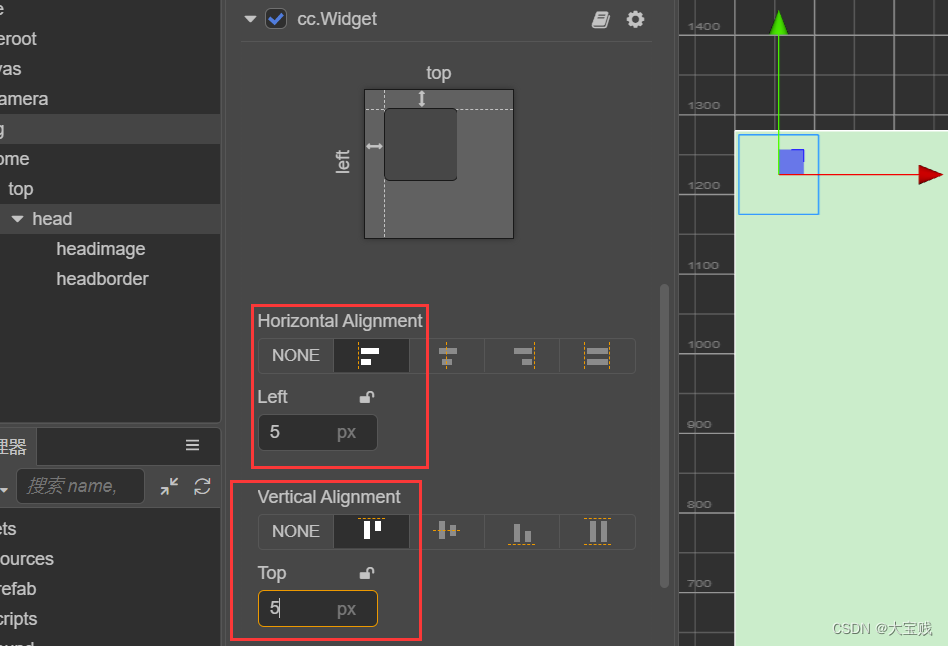 e
eroot
vas
amera
g
ome
top
head
headimage
headborder
理器
搜索 name,
ets
ources
refab
cripts
cc.Widget
top
left
Horizontal Alignment
NONE
Left
5 px
Vertical Alignment
NONE
Top
5 px
1400
1300
1200
1100
1000
900
800
700
CSDN @大宝贱